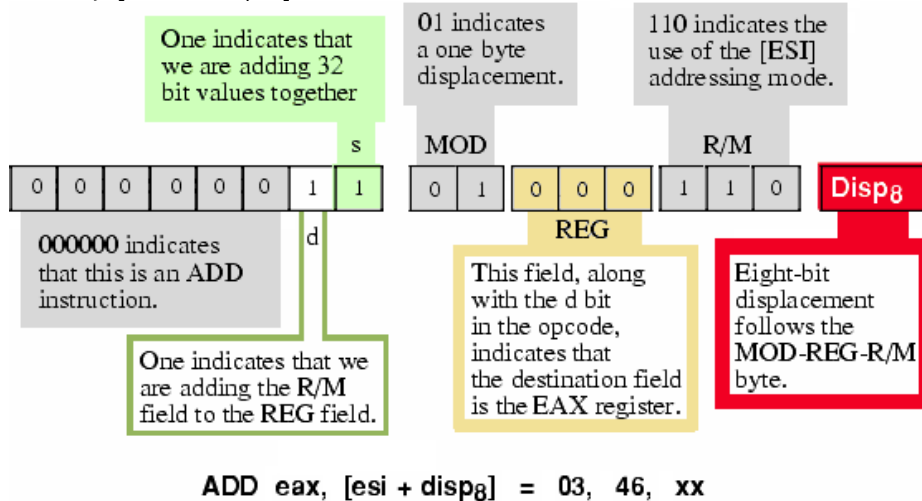 One indicates that
we are adding 32
bit values together
01 indicates
a one byte
displacement.
110 indicates the
use of the [ESI]
addressing mode.
s
MOD
R/M
0 0 0 0 0 0 1 1 0 1 0 0 0 1 1 0 Disp8
000000 indicates
that this is an ADD
instruction.
d
REG
One indicates that we
are adding the R/M
field to the REG field.
This field, along
with the d bit
in the opcode,
indicates that
the destination field
is the EAX register.
Eight-bit
displacement
follows the
MOD-REG-R/M
byte.
ADD eax, [esi + disp8] = 03, 46, xx